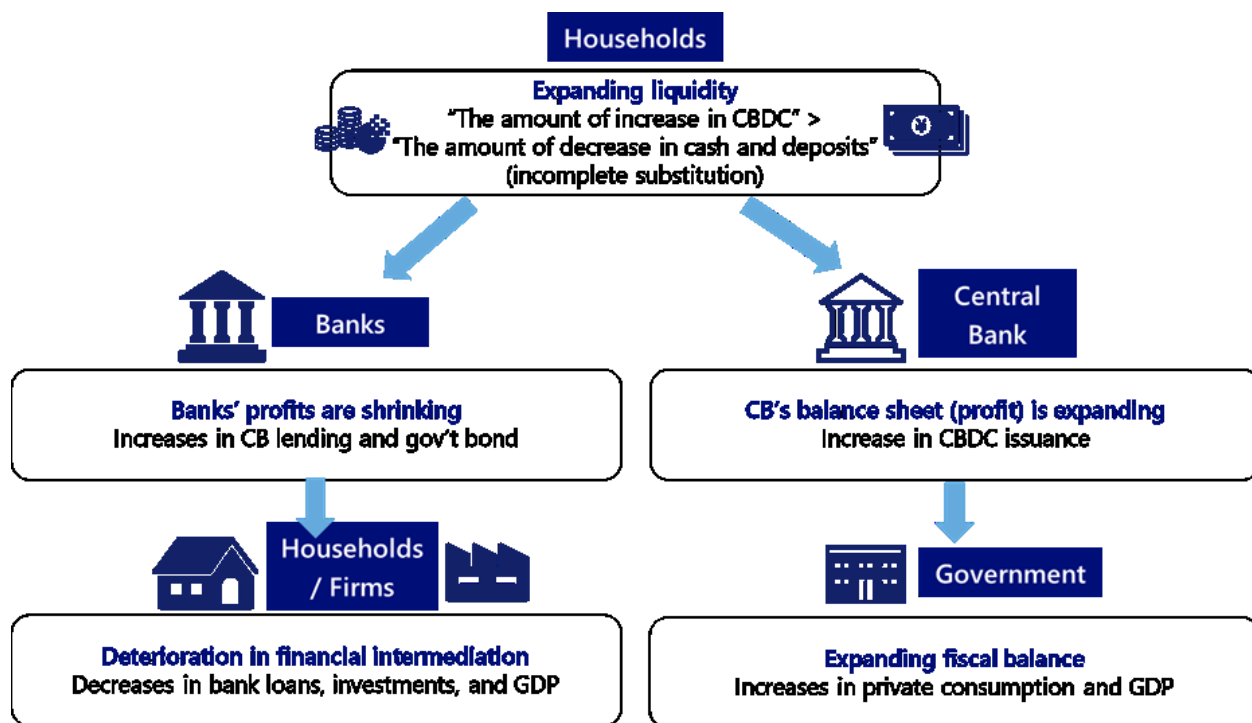 Households
Expanding liquidity
"The amount of increase in CBDC" >
"The amount of decrease in cash and deposits"
(incomplete substitution)
Banks
Central
Bank
Banks' profits are shrinking
Increases in CB lending and gov't bond
CB's balance sheet (profit) is expanding
Increase in CBDC issuance
Households
/ Firms
Government
Deterioration in financial intermediation
Decreases in bank loans, investments, and GDP
Expanding fiscal balance
Increases in private consumption and GDP